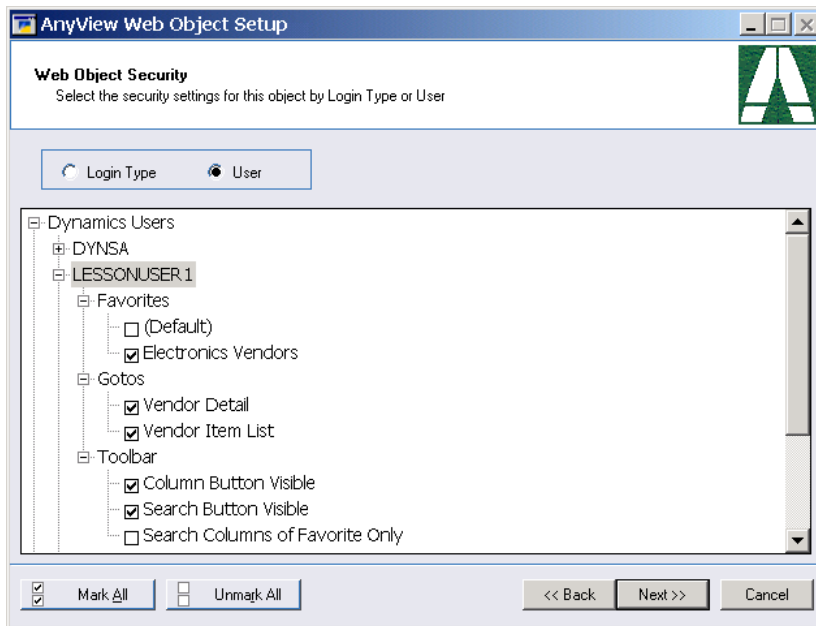 AnyView Web Object Setup
Web Object Security
Select the security settings for this object by Login Type or User
Login Type User
Dynamics Users
DYNSA
LESSONUSER1
Favorites
(Default)
Electronics Vendors
Gotos
Vendor Detail
Vendor Item List
Toolbar
Column Button Visible
Search Button Visible
Search Columns of Favorite Only
Mark All Unmark All << Back Next >> Cancel